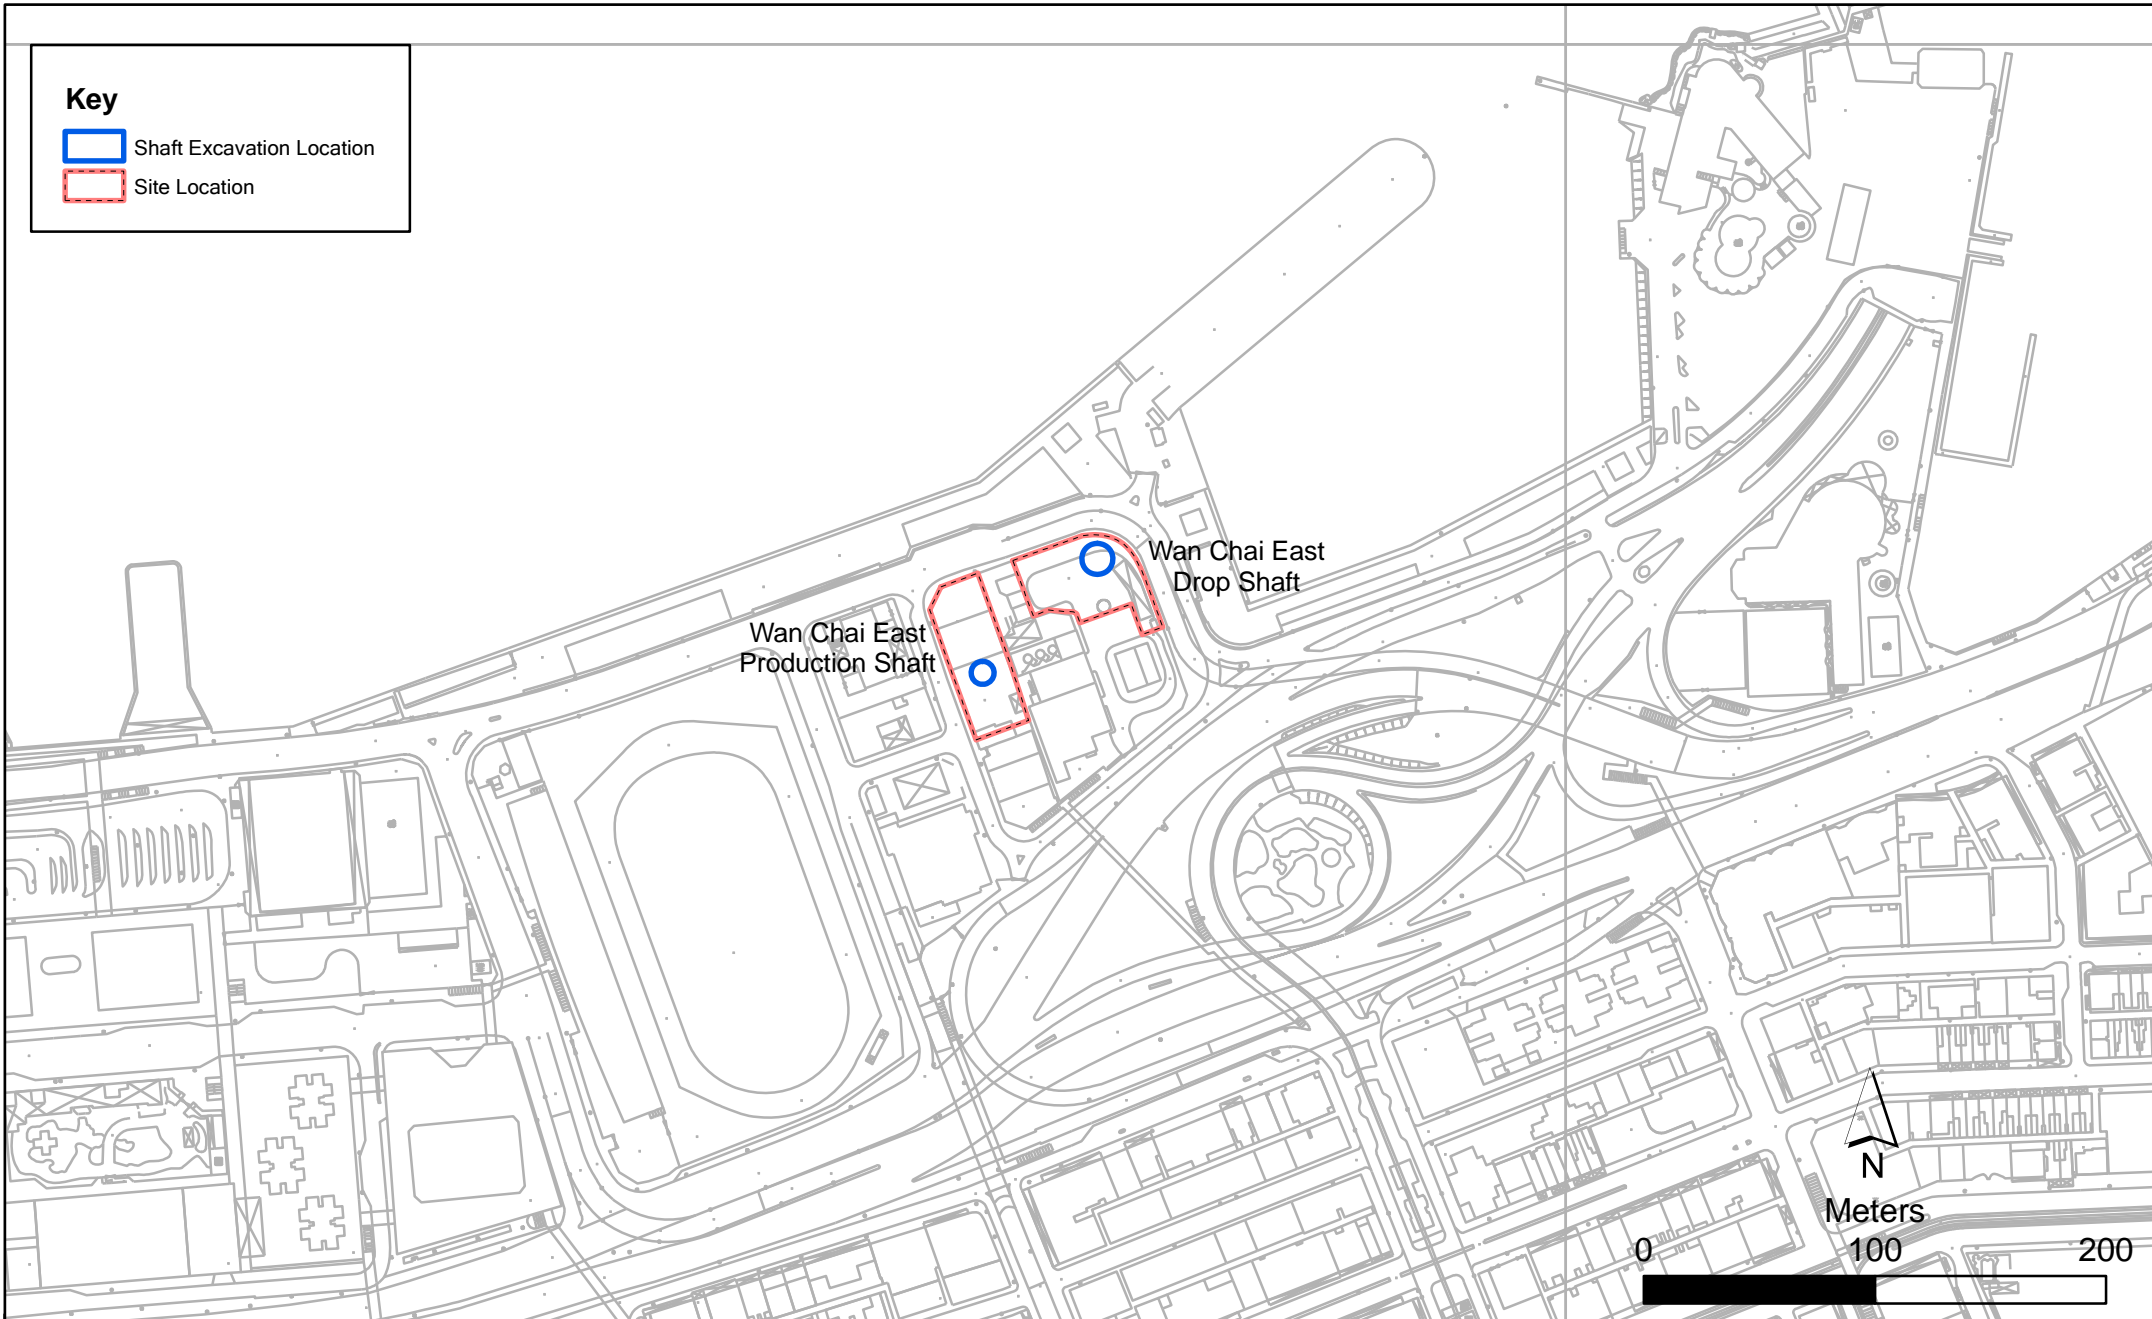 Key
Shaft Excavation Location
Site Location
Wan Chai East
Drop Shaft
Wan Chai East
Production Shaft
N
Meters
0 100 200